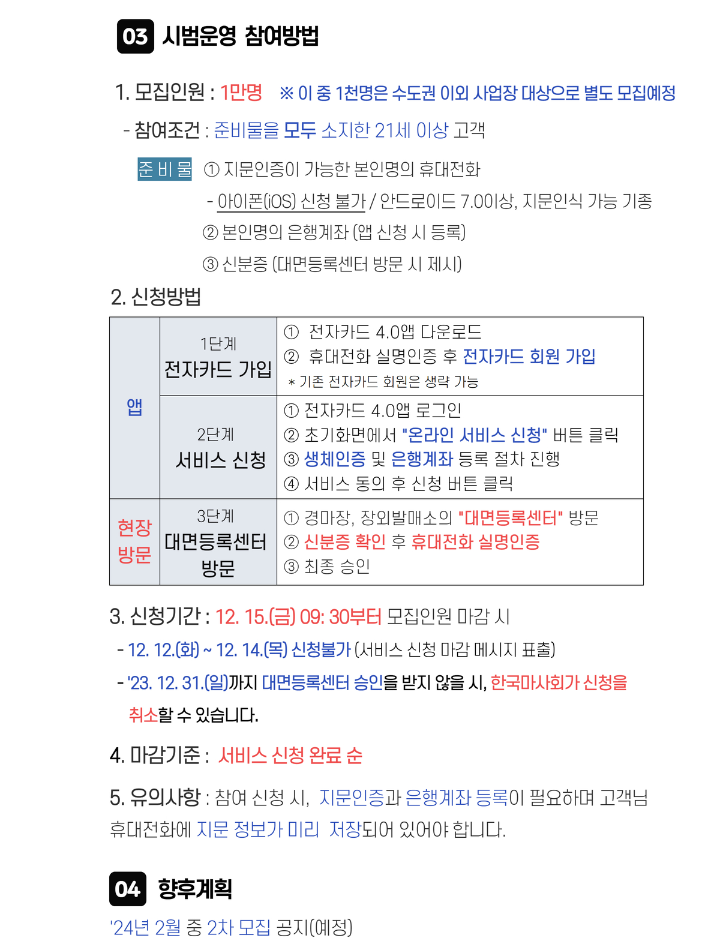 03 시범운영 참여방법
1. 모집인원 : 1만명 ※ 이 중 1천명은 수도권 이외 사업장 대상으로 별도 모집예정
- 참여조건 : 준비물을 모두 소지한 21세 이상 고객
준 비 물 ① 지문인증이 가능한 본인명의 휴대전화
- 아이폰(iOS) 신청 불가 / 안드로이드 7.0이상, 지문인식 가능 기종
② 본인명의 은행계좌 (앱 신청 시 등록)
③ 신분증 (대면등록센터 방문 시 제시)
2. 신청방법
앱
1단계
전자카드 가입
① 전자카드 4.0앱 다운로드
② 휴대전화 실명인증 후 전자카드 회원 가입
* 기존 전자카드 회원은 생략 가능
2단계
서비스 신청
① 전자카드 4.0앱 로그인
② 초기화면에서 "온라인 서비스 신청" 버튼 클릭
③ 생체인증 및 은행계좌 등록 절차 진행
④ 서비스 동의 후 신청 버튼 클릭
현장
방문
3단계
대면등록센터
방문
① 경마장, 장외발매소의 "대면등록센터" 방문
② 신분증 확인 후 휴대전화 실명인증
③ 최종 승인
3. 신청기간 : 12. 15.(금) 09: 30부터 모집인원 마감 시
- 12. 12.(화) ~ 12. 14.(목) 신청불가 (서비스 신청 마감 메시지 표출)
- '23. 12. 31.(일)까지 대면등록센터 승인을 받지 않을 시, 한국마사회가 신청을
취소할 수 있습니다.
4. 마감기준 : 서비스 신청 완료 순
5. 유의사항 : 참여 신청 시, 지문인증과 은행계좌 등록이 필요하며 고객님
휴대전화에 지문 정보가 미리 저장되어 있어야 합니다.
04 향후계획
'24년 2월 중 2차 모집 공지(예정)